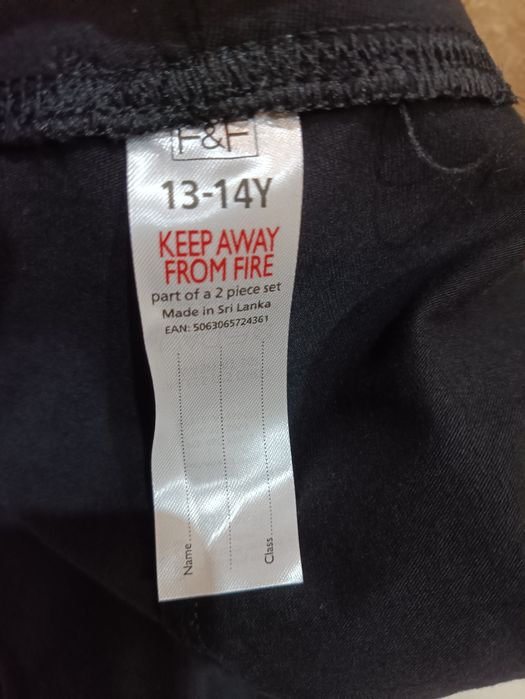 F&F
13-14Y
KEEP AWAY
FROM FIRE
part of a 2 piece set
Made in Sri Lanka
EAN: 5063065724361
Name
Class